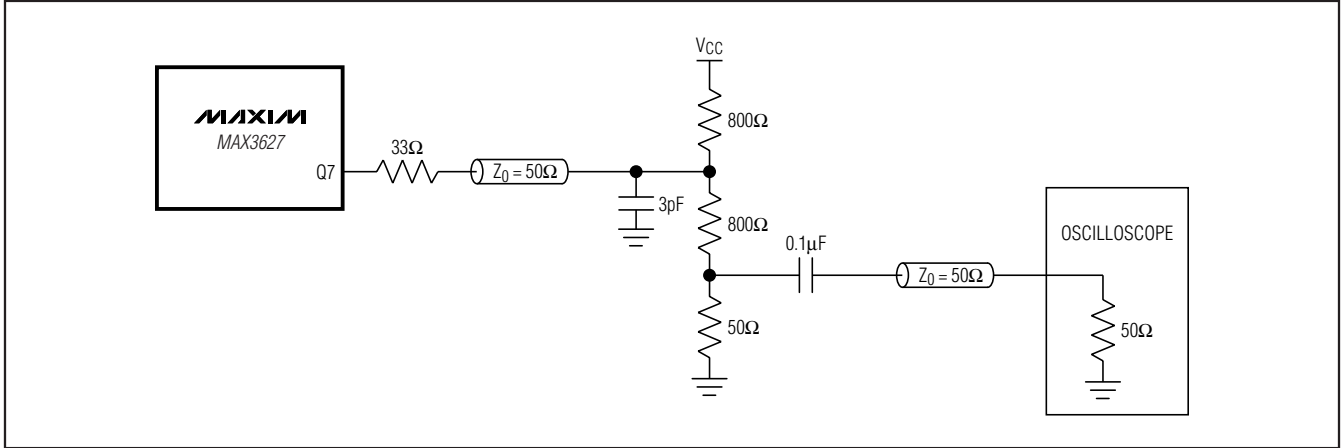 VCC
MAXIM
MAX3627
Q7
33Ω
Z0 = 50Ω
3pF
800Ω
800Ω
50Ω
0.1μF
Z0 = 50Ω
OSCILLOSCOPE
50Ω